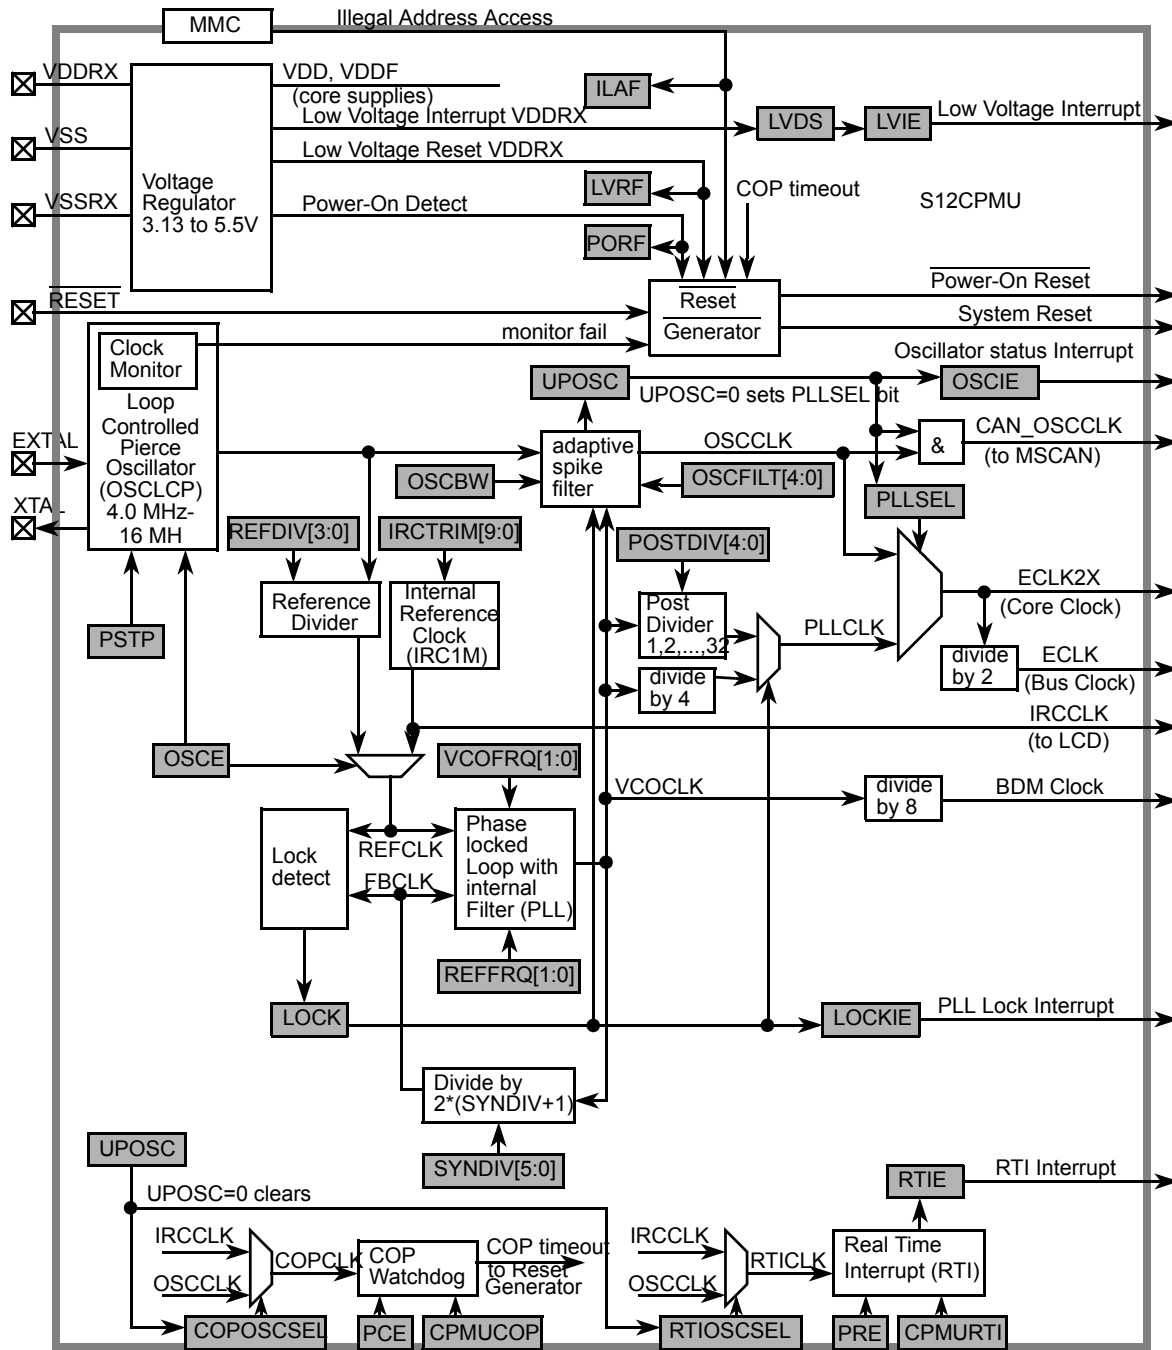 MMC
Illegal Address Access
VDDRX
VDD, VDDF
(core supplies)
ILAF
Low Voltage Interrupt VDDRX
LVDS
LVIE
Low Voltage Interrupt
VSS
Low Voltage Reset VDDRX
Voltage
Regulator
3.13 to 5.5V
LVRF
COP timeout
S12CPMU
VSSRX
Power-On Detect
PORF
RESET
Reset
Generator
Power-On Reset
System Reset
monitor fail
Clock
Monitor
Oscillator status Interrupt
UPOSC
OSCIE
UPOSC=0 sets PLLSEL bit
Loop
Controlled
Pierce
Oscillator
(OSCLCP)
4.0 MHz-
16 MH
EXTAL
XTAL
adaptive
spike
filter
OSCCLK
&
CAN_OSCCLK
(to MSCAN)
OSCBW
OSCFILT[4:0]
PLLSEL
REFDIV[3:0]
IRCTRIM[9:0]
POSTDIV[4:0]
Reference
Divider
Internal
Reference
Clock
(IRC1M)
Post
Divider
1,2,...,32
PLLCLK
ECLK2X
(Core Clock)
PSTP
divide
by 4
divide
by 2
ECLK
(Bus Clock)
IRCCLK
(to LCD)
OSCE
VCOFRQ[1:0]
VCOCLK
divide
by 8
BDM Clock
Lock
detect
REFCLK
FBCLK
Phase
locked
Loop with
internal
Filter (PLL)
REFFRQ[1:0]
LOCK
LOCKIE
PLL Lock Interrupt
Divide by
2*(SYNDIV+1)
SYNDIV[5:0]
UPOSC
UPOSC=0 clears
RTIE
RTI Interrupt
IRCCLK
OSCCLK
COPCLK
COP
Watchdog
COP timeout
to Reset
Generator
IRCCLK
OSCCLK
RTICLK
Real Time
Interrupt (RTI)
COPOSCSEL
PCE
CPMUCOP
RTIOSCSEL
PRE
CPMURTI